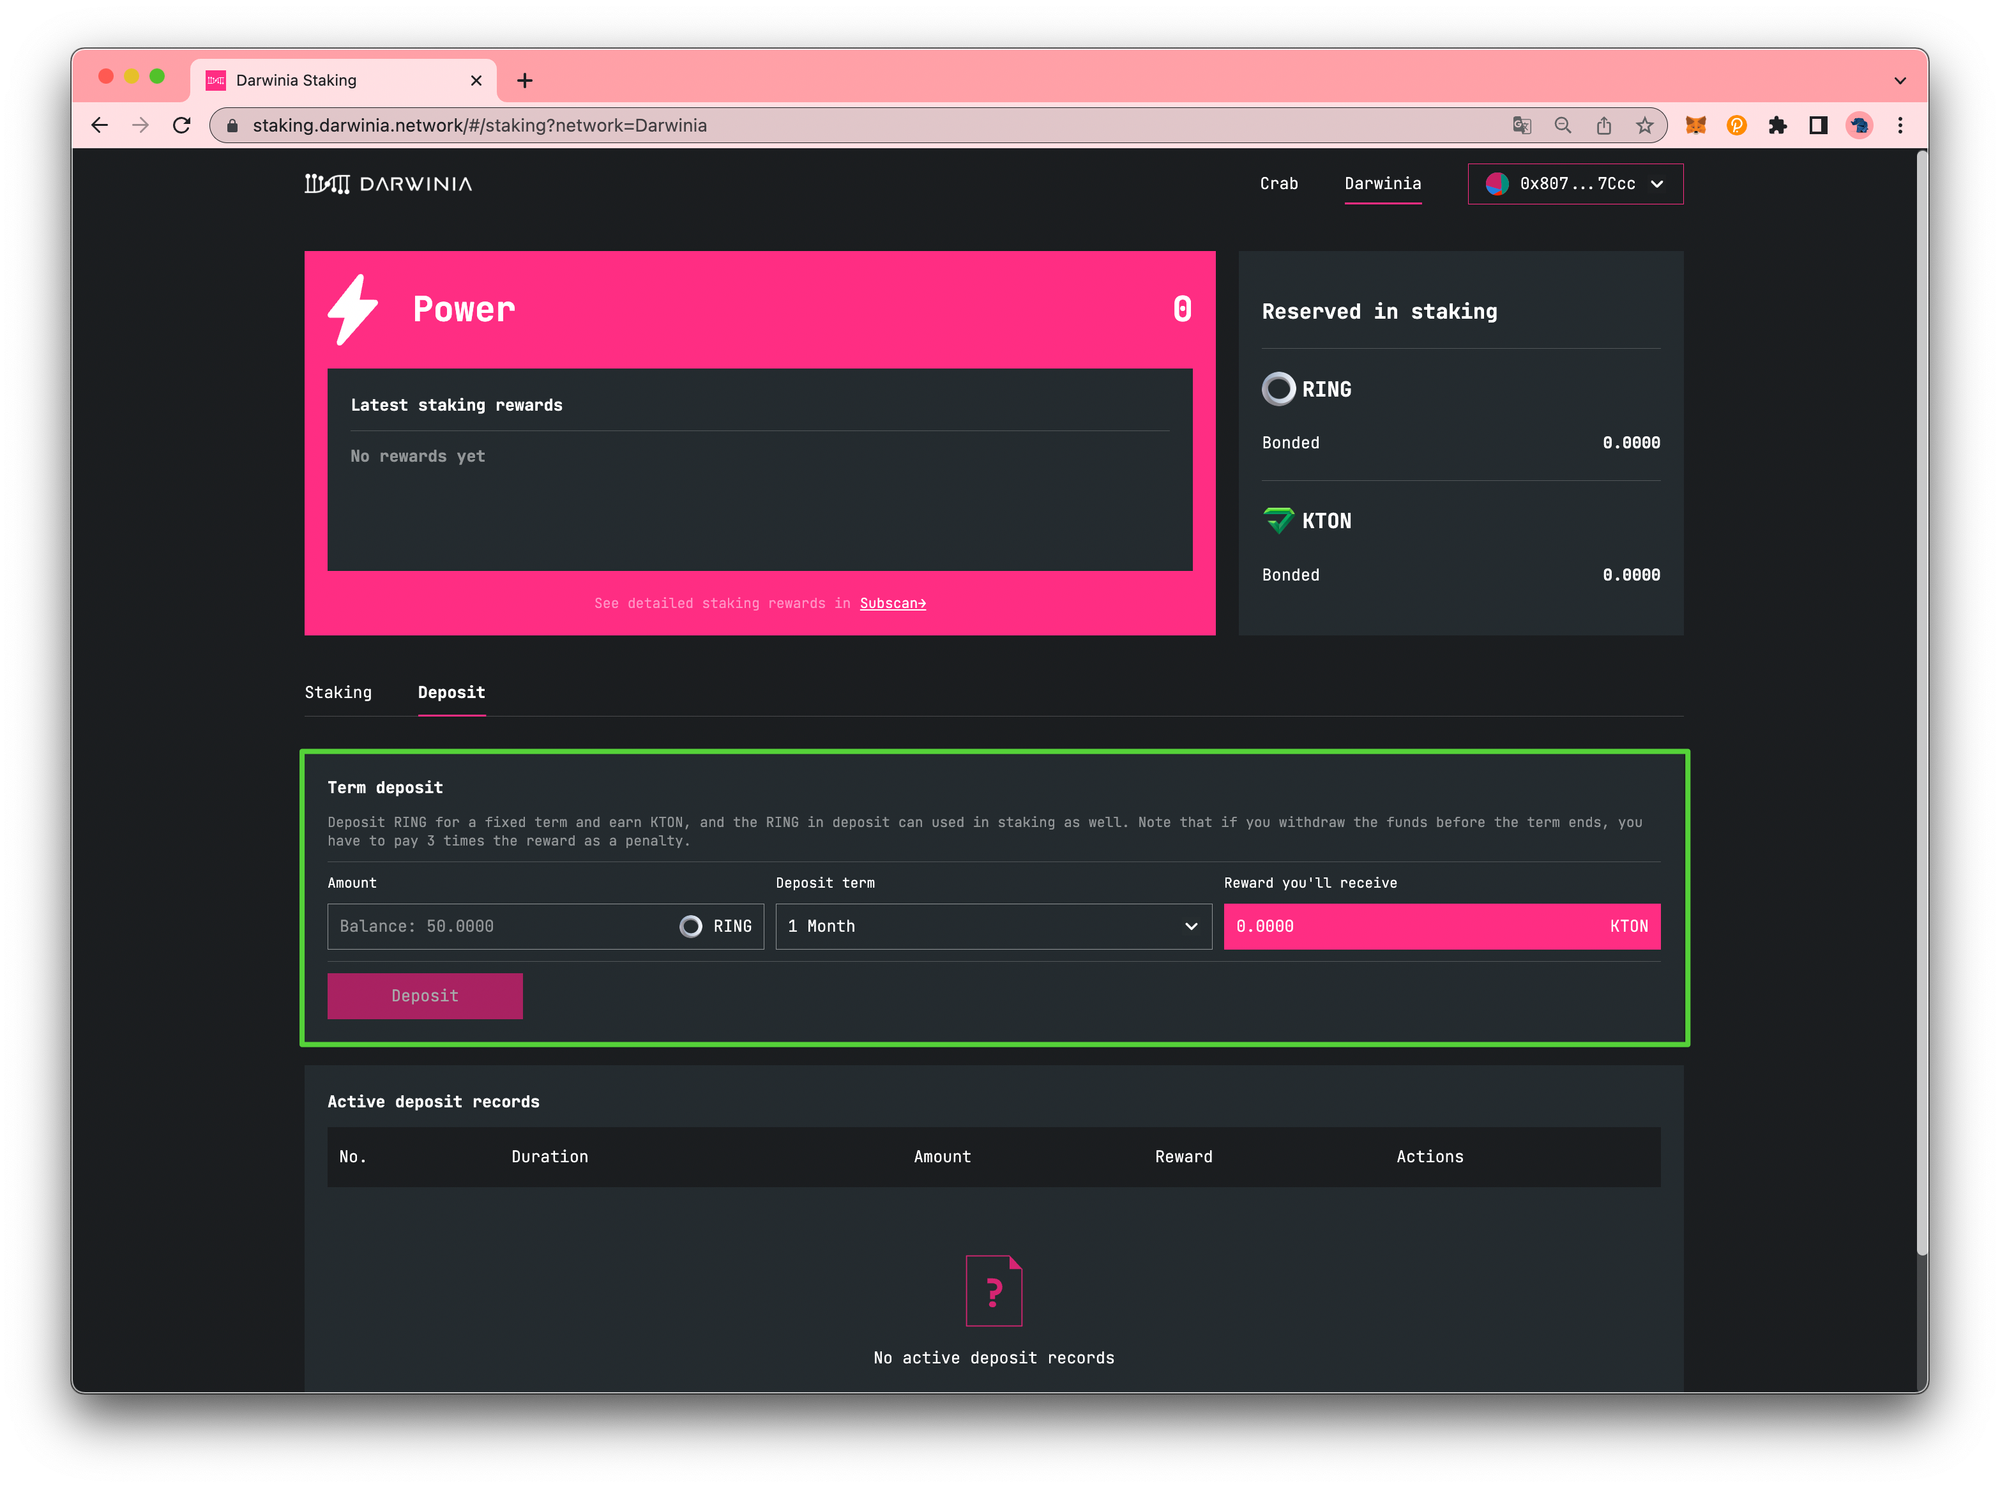 Darwinia Staking
staking.darwinia.network/#/staking?network=Darwinia
DARWINIA
Crab
Darwinia
0x807...7Ccc
Power
0
Latest staking rewards
No rewards yet
See detailed staking rewards in Subscan→
Reserved in staking
RING
Bonded
0.0000
KTON
Bonded
0.0000
Staking
Deposit
Term deposit
Deposit RING for a fixed term and earn KTON, and the RING in deposit can used in staking as well. Note that if you withdraw the funds before the term ends, you
have to pay 3 times the reward as a penalty.
Amount
Deposit term
Reward you'll receive
Balance: 50.0000
RING
1 Month
0.0000
KTON
Deposit
Active deposit records
No.
Duration
Amount
Reward
Actions
?
No active deposit records